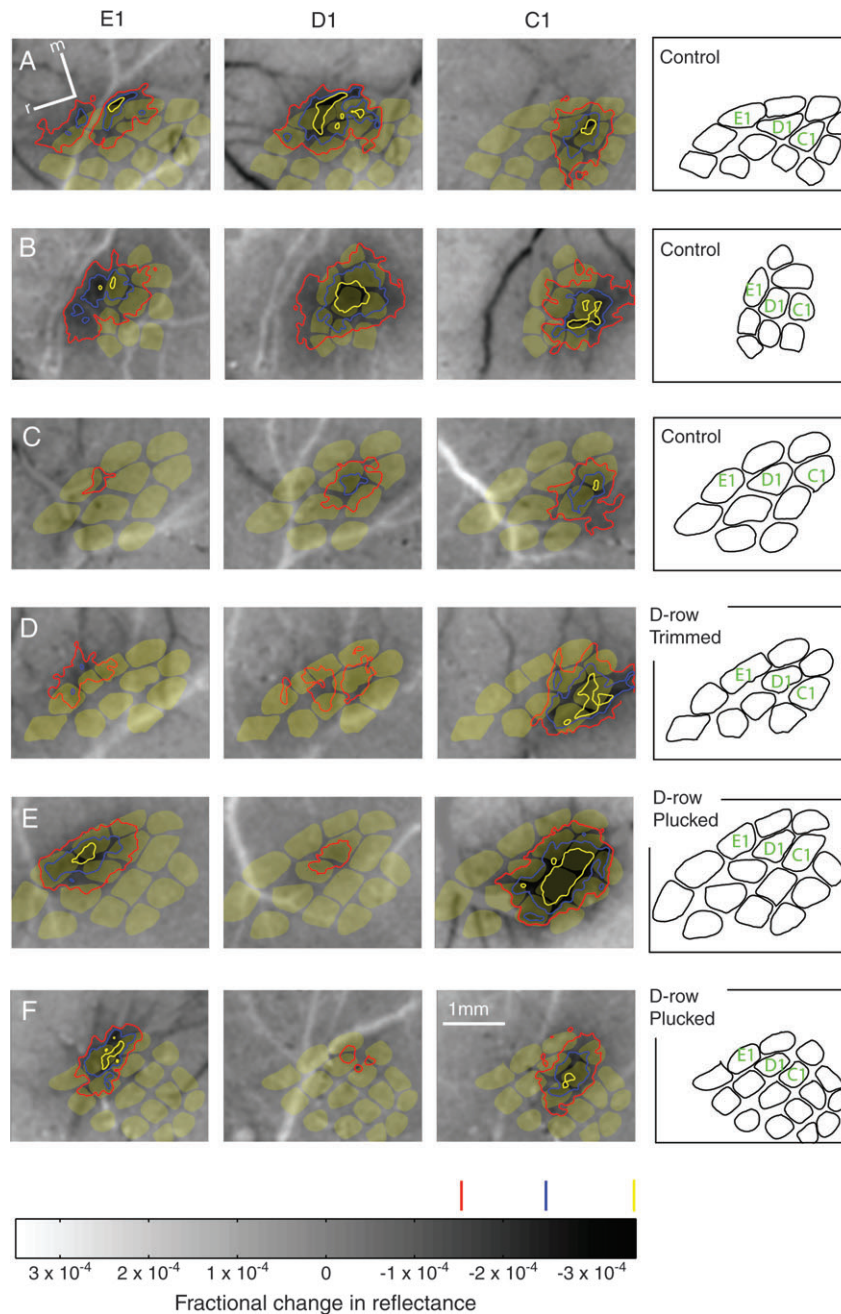 E1 D1 C1
A m r Control
E1 D1 C1
B Control
E1 D1 C1
C Control
E1 D1 C1
D D-row
Trimmed
E1 D1 C1
E D-row
Plucked
E1 D1 C1
F 1mm D-row
Plucked
E1 D1 C1
3 x 10-4 2 x 10-4 1 x 10-4 0 -1 x 10-4 -2 x 10-4 -3 x 10-4
Fractional change in reflectance